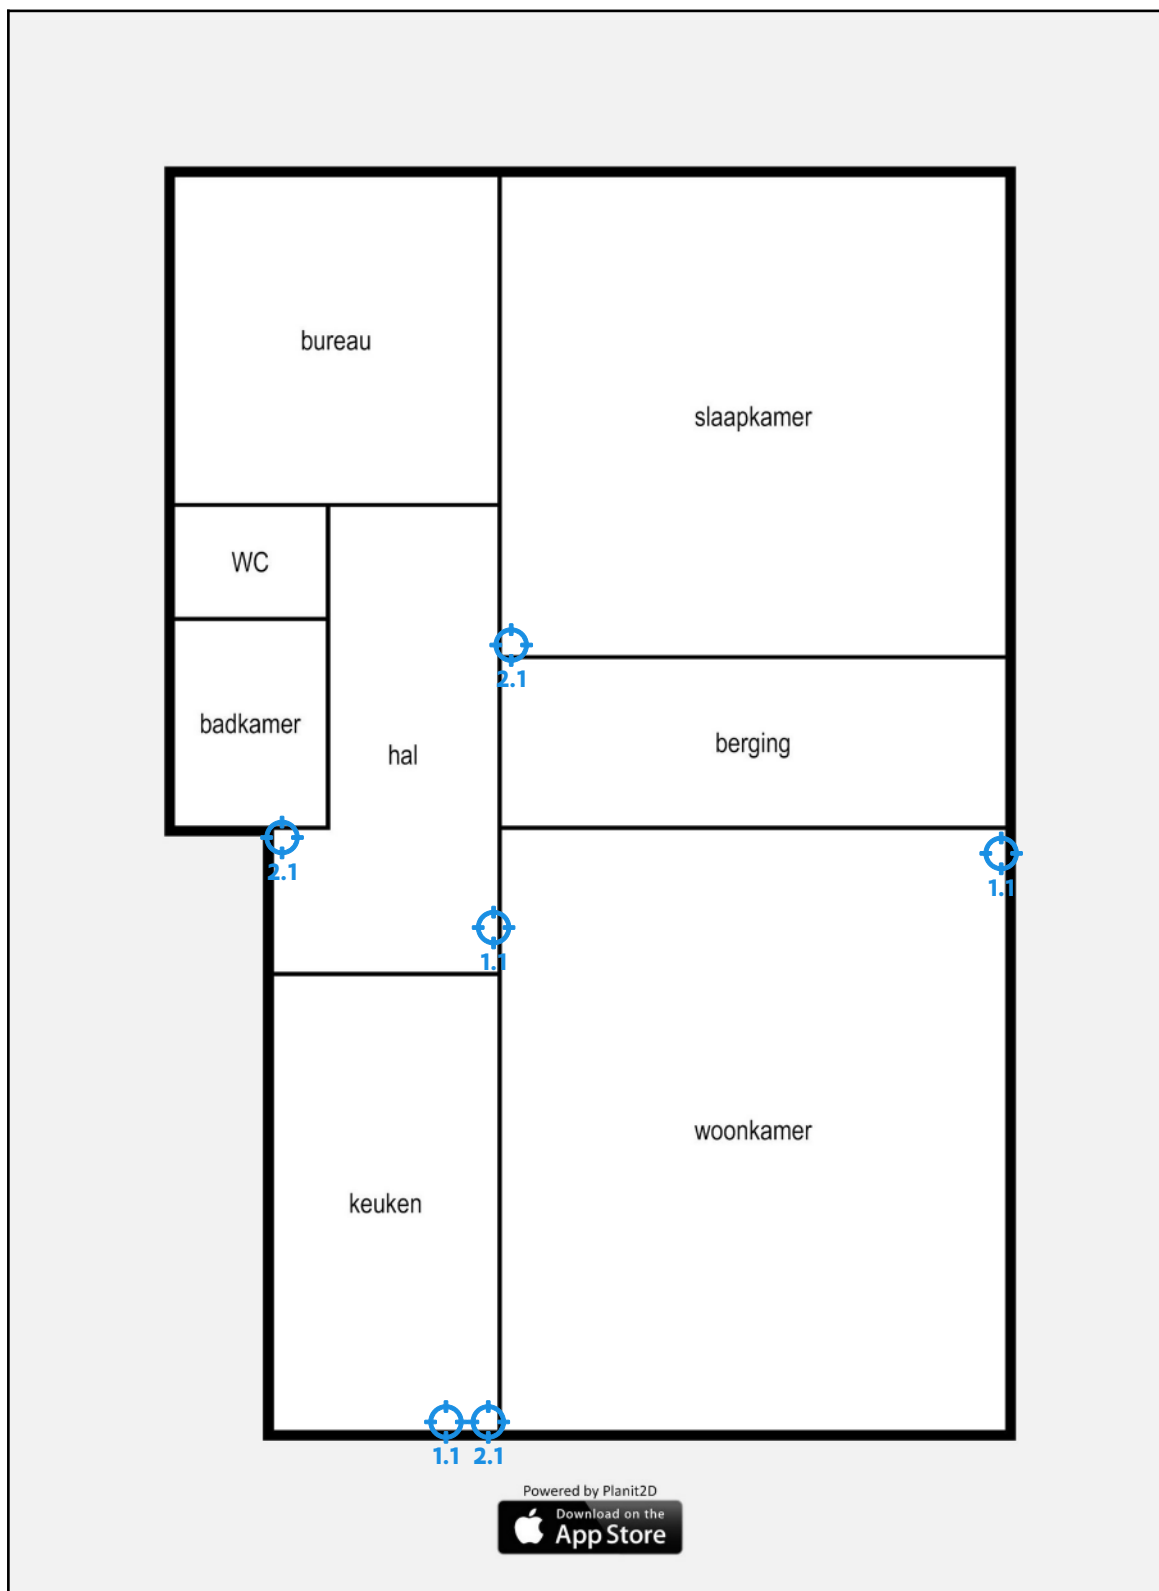 bureau
slaapkamer
WC
2.1
badkamer
berging
hal
2.1
1.1
1.1
woonkamer
keuken
1.1
2.1
Powered by Planit2D
Download on the
App Store